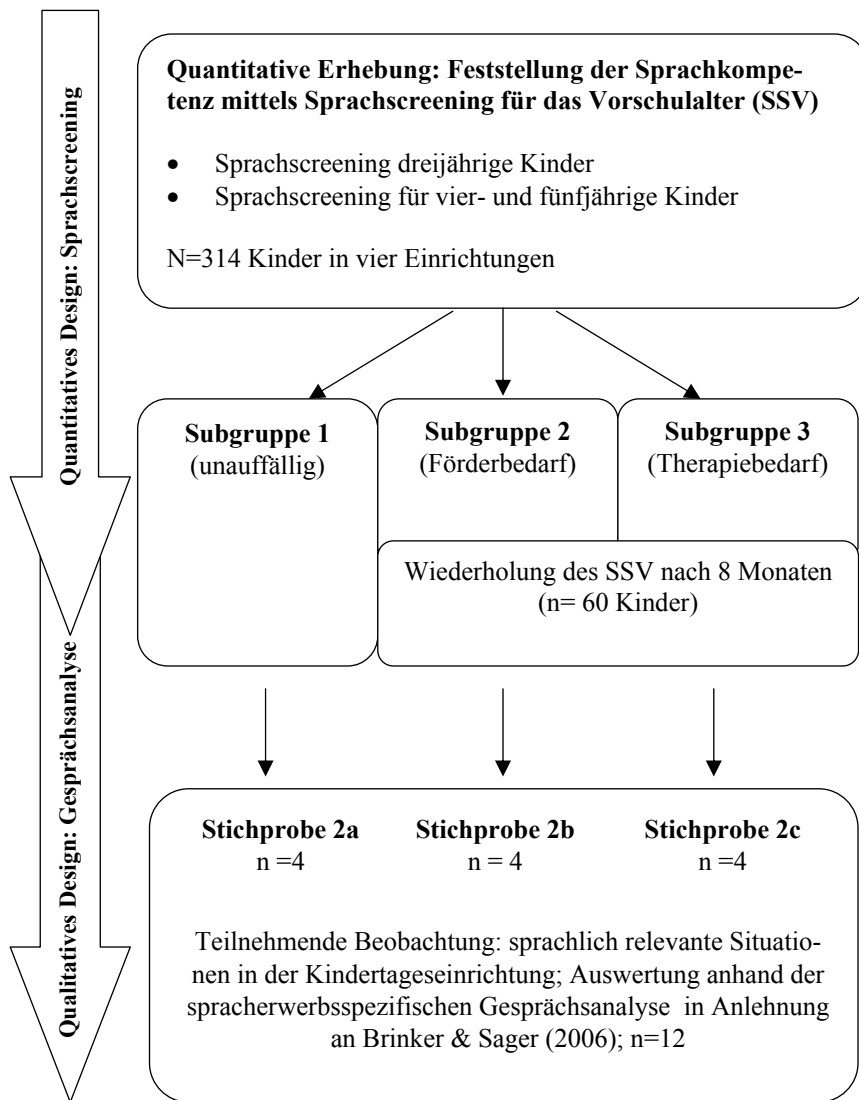 Quantitatives Design: Sprachscreening
Quantitative Erhebung: Feststellung der Sprachkompe-
tenz mittels Sprachscreening für das Vorschulalter (SSV)
• Sprachscreening dreijährige Kinder
• Sprachscreening für vier- und fünfjährige Kinder
N=314 Kinder in vier Einrichtungen
Subgruppe 1
(unauffällig)
Subgruppe 2
(Förderbedarf)
Subgruppe 3
(Therapiebedarf)
Wiederholung des SSV nach 8 Monaten
(n= 60 Kinder)
Qualitatives Design: Gesprächsanalyse
Stichprobe 2a
n =4
Stichprobe 2b
n = 4
Stichprobe 2c
n =4
Teilnehmende Beobachtung: sprachlich relevante Situatio-
nen in der Kindertageseinrichtung; Auswertung anhand der
spracherwerbsspezifischen Gesprächsanalyse in Anlehnung
an Brinker & Sager (2006); n=12